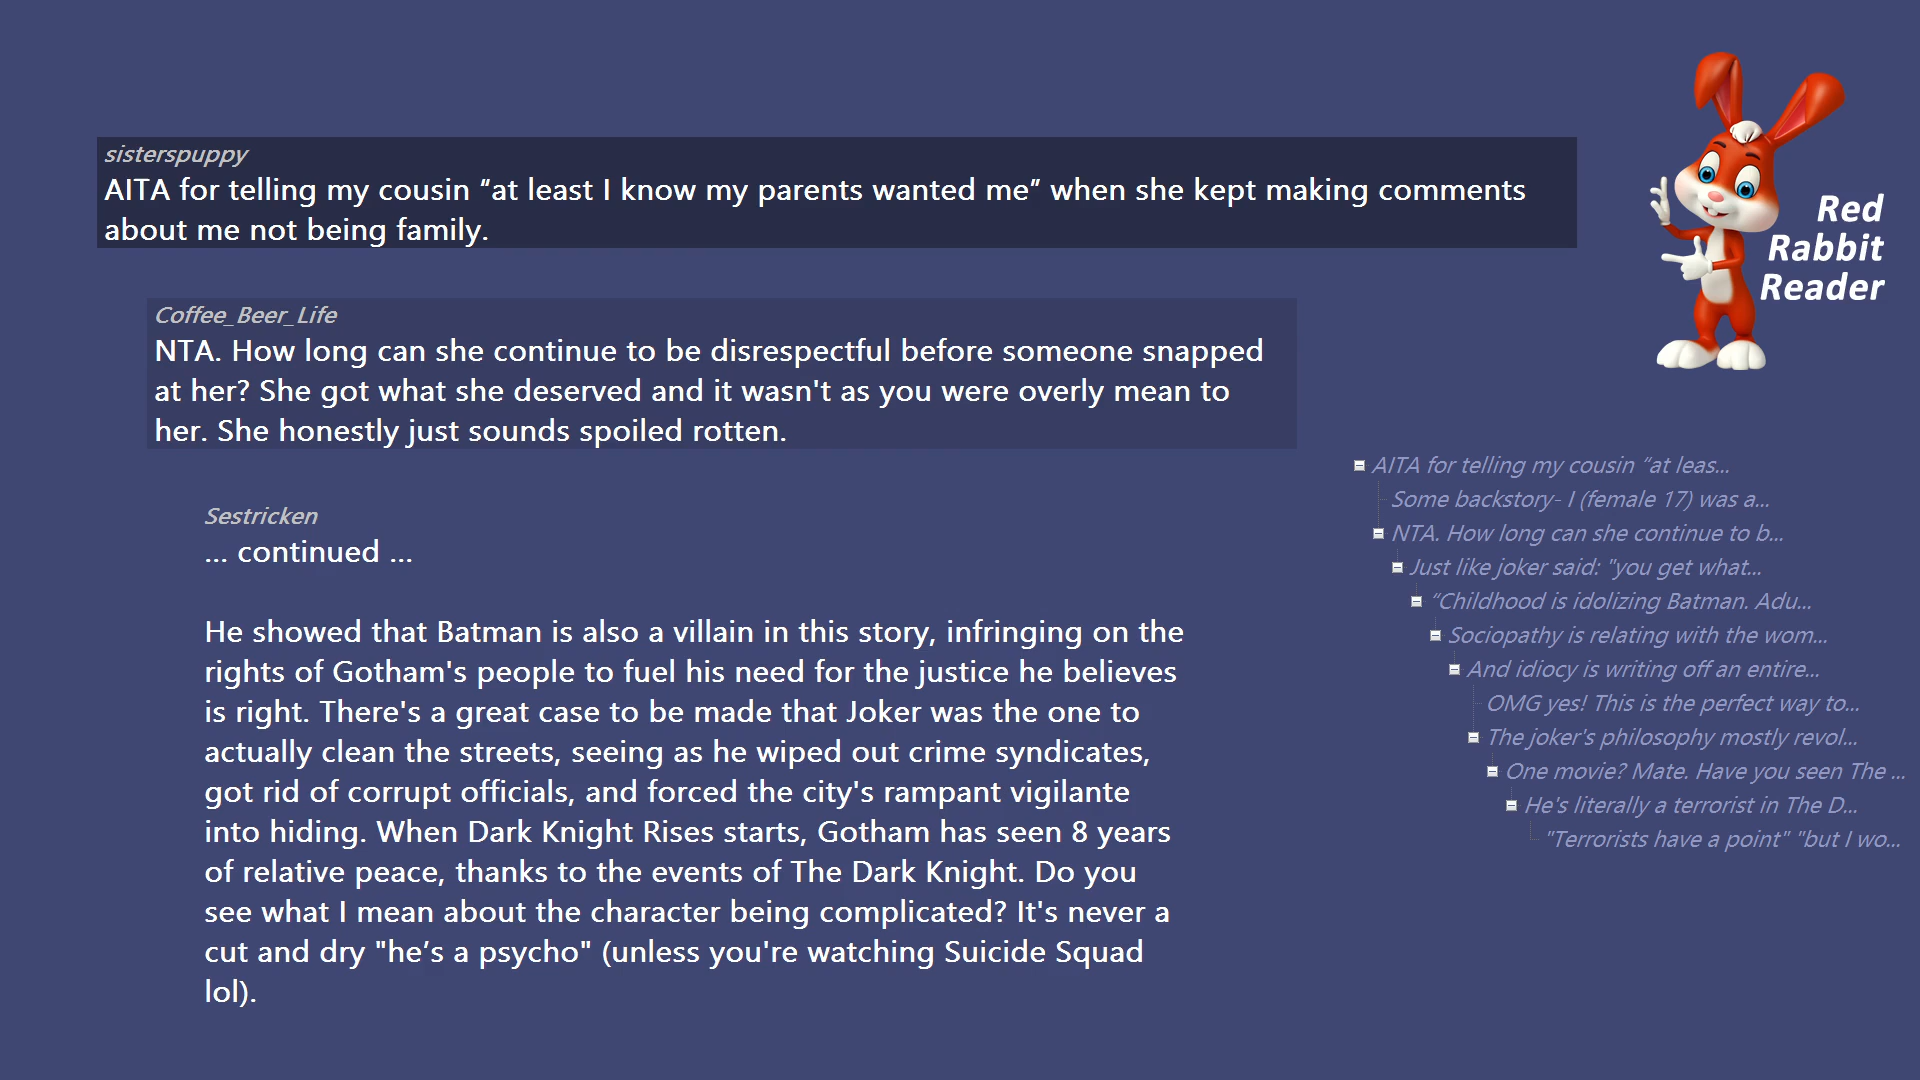 sisterspuppy
AITA for telling my cousin “at least I know my parents wanted me” when she kept making comments
about me not being family.
Coffee_Beer_Life
NTA. How long can she continue to be disrespectful before someone snapped
at her? She got what she deserved and it wasn't as you were overly mean to
her. She honestly just sounds spoiled rotten.
Sestricken
... continued ...
He showed that Batman is also a villain in this story, infringing on the
rights of Gotham's people to fuel his need for the justice he believes
is right. There's a great case to be made that Joker was the one to
actually clean the streets, seeing as he wiped out crime syndicates,
got rid of corrupt officials, and forced the city's rampant vigilante
into hiding. When Dark Knight Rises starts, Gotham has seen 8 years
of relative peace, thanks to the events of The Dark Knight. Do you
see what I mean about the character being complicated? It's never a
cut and dry "he’s a psycho" (unless you're watching Suicide Squad
lol).
Red
Rabbit
Reader
AITA for telling my cousin “at leas...
Some backstory- I (female 17) was a...
NTA. How long can she continue to b...
Just like joker said: "you get what...
“Childhood is idolizing Batman. Adu...
Sociopathy is relating with the wom...
And idiocy is writing off an entire...
OMG yes! This is the perfect way to...
The joker's philosophy mostly revol...
One movie? Mate. Have you seen The ...
He's literally a terrorist in The D...
"Terrorists have a point" "but I wo...